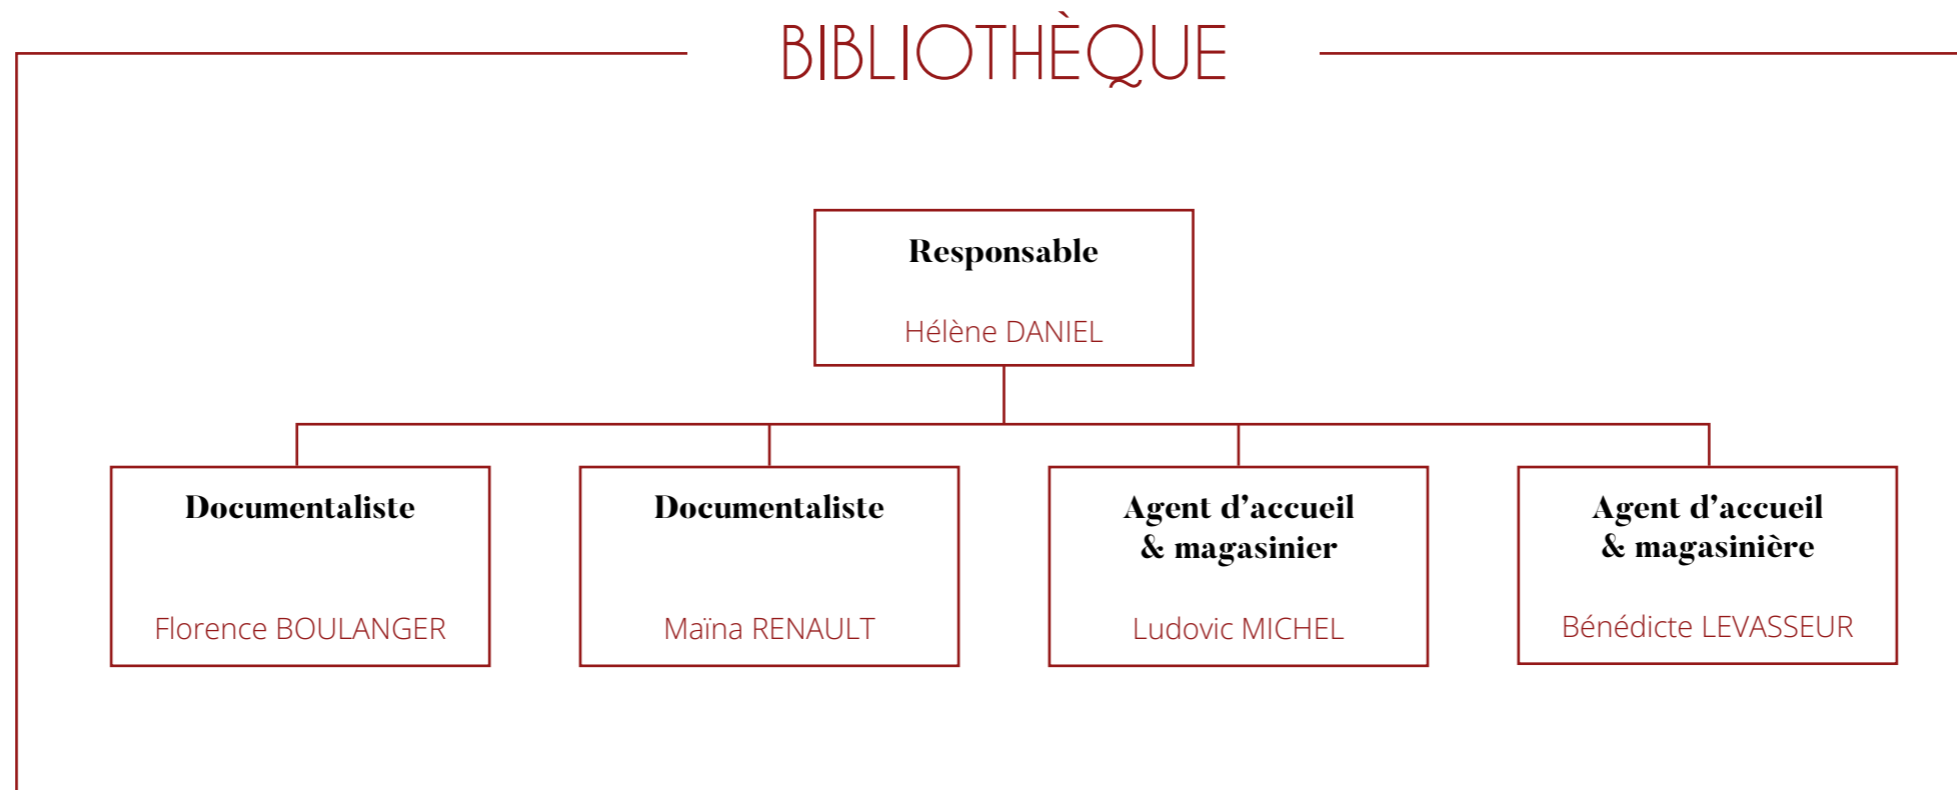 BIBLIOTHÈQUE
Responsable
Hélène DANIEL
Documentaliste
Florence BOULANGER
Documentaliste
Maïna RENAULT
Agent d’accueil
& magasinier
Ludovic MICHEL
Agent d’accueil
& magasinière
Bénédicte LEVASSEUR